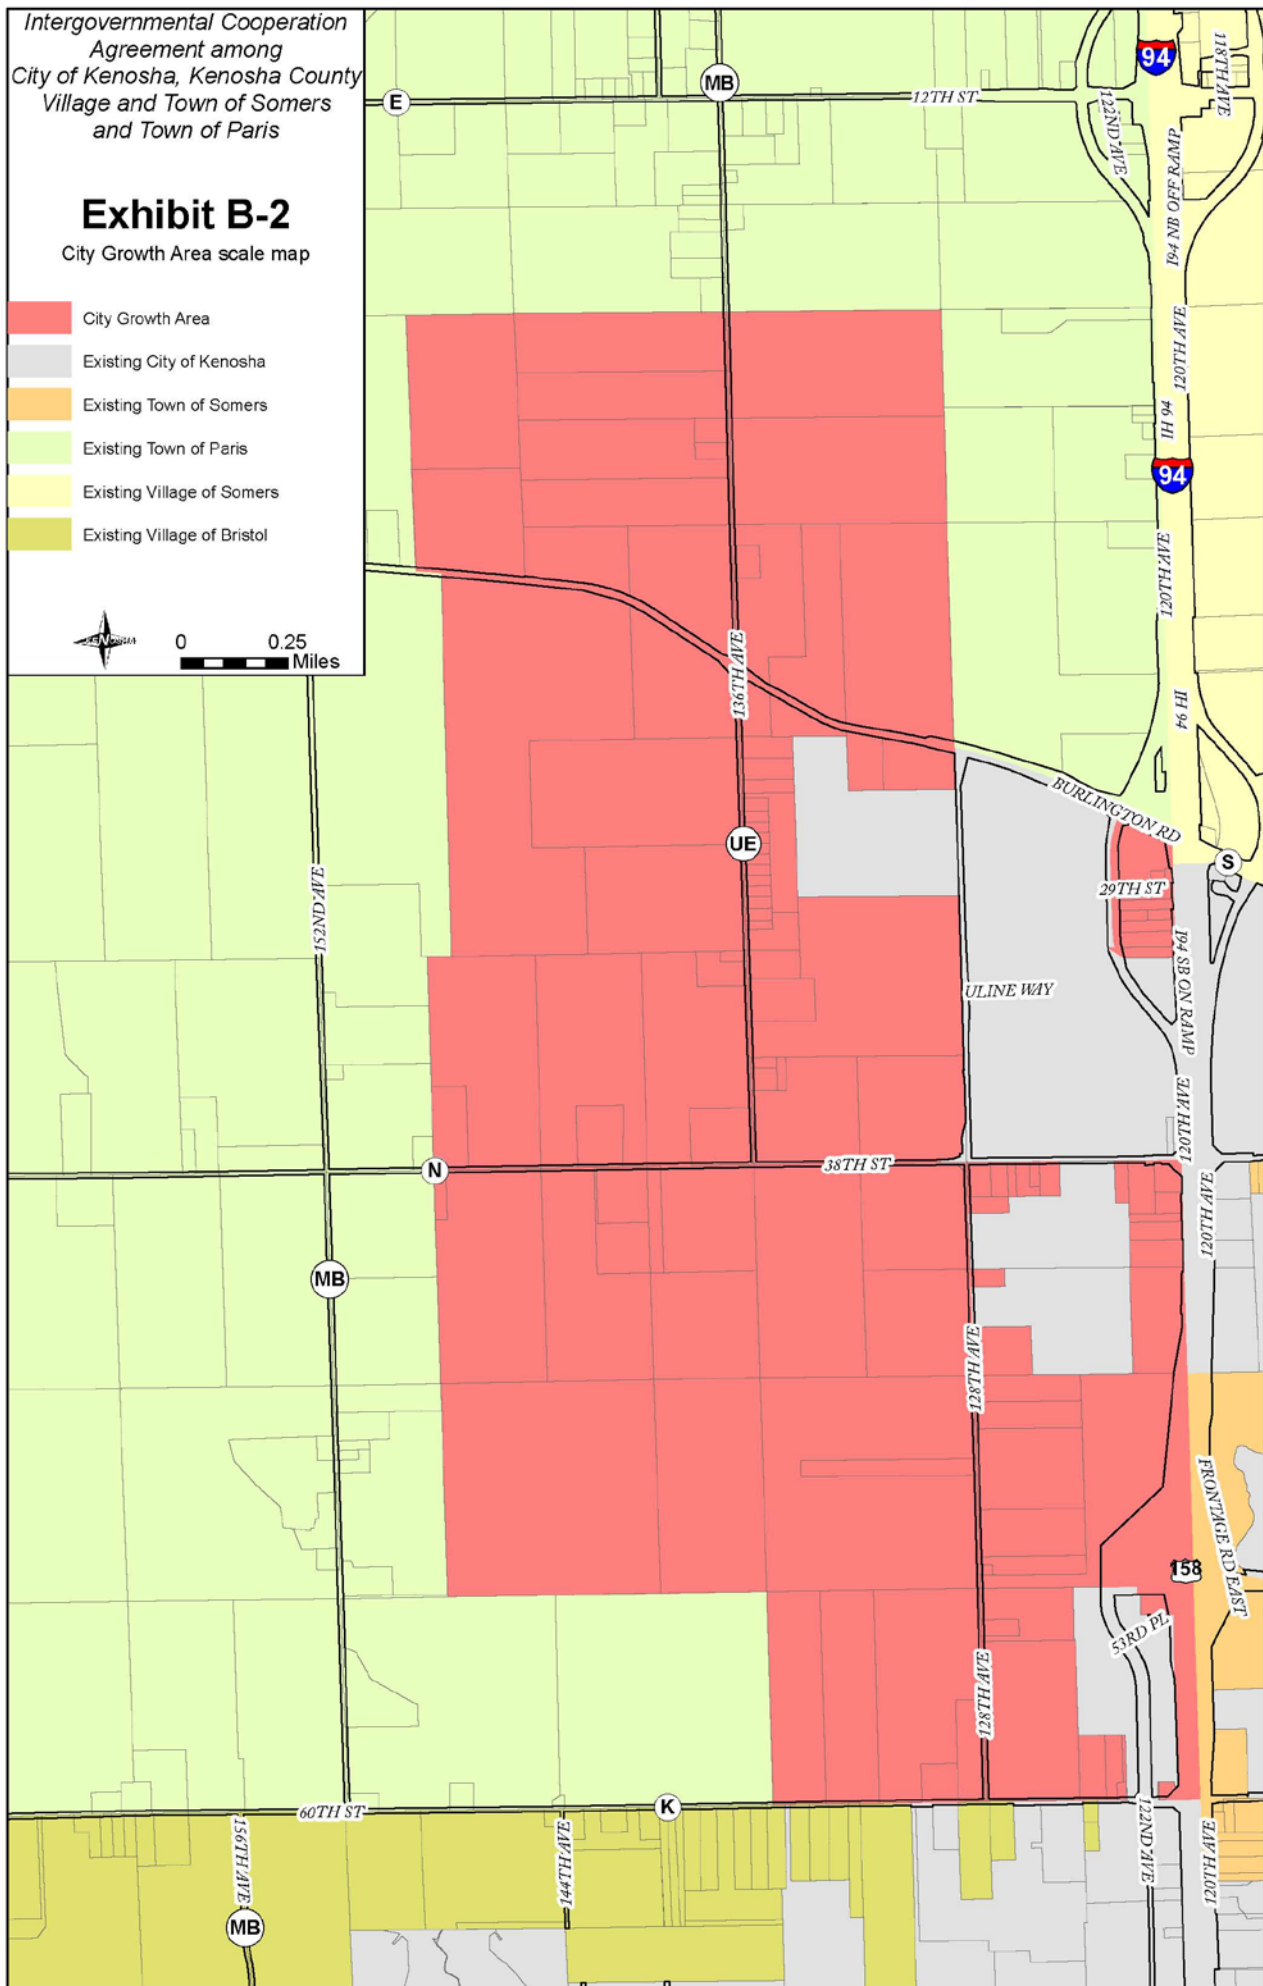 Intergovernmental Cooperation
Agreement among
City of Kenosha, Kenosha County
Village and Town of Somers
and Town of Paris
Exhibit B-2
City Growth Area scale map
City Growth Area
Existing City of Kenosha
Existing Town of Somers
Existing Town of Paris
Existing Village of Somers
Existing Village of Bristol
KENOSHA
0 0.25
Miles
E
MB
12TH ST
94
118TH AVE
122ND AVE
I94 NB OFF RAMP
120TH AVE
IH 94
94
120TH AVE
136TH AVE
IH 94
BURLINGTON RD
UE
S
29TH ST
152ND AVE
I94 SB ON RAMP
ULINE WAY
120TH AVE
N
38TH ST
120TH AVE
MB
128TH AVE
FRONTAGE RD EAST
158
53RD PL
128TH AVE
60TH ST
K
156TH AVE
144TH AVE
122ND AVE
120TH AVE
MB